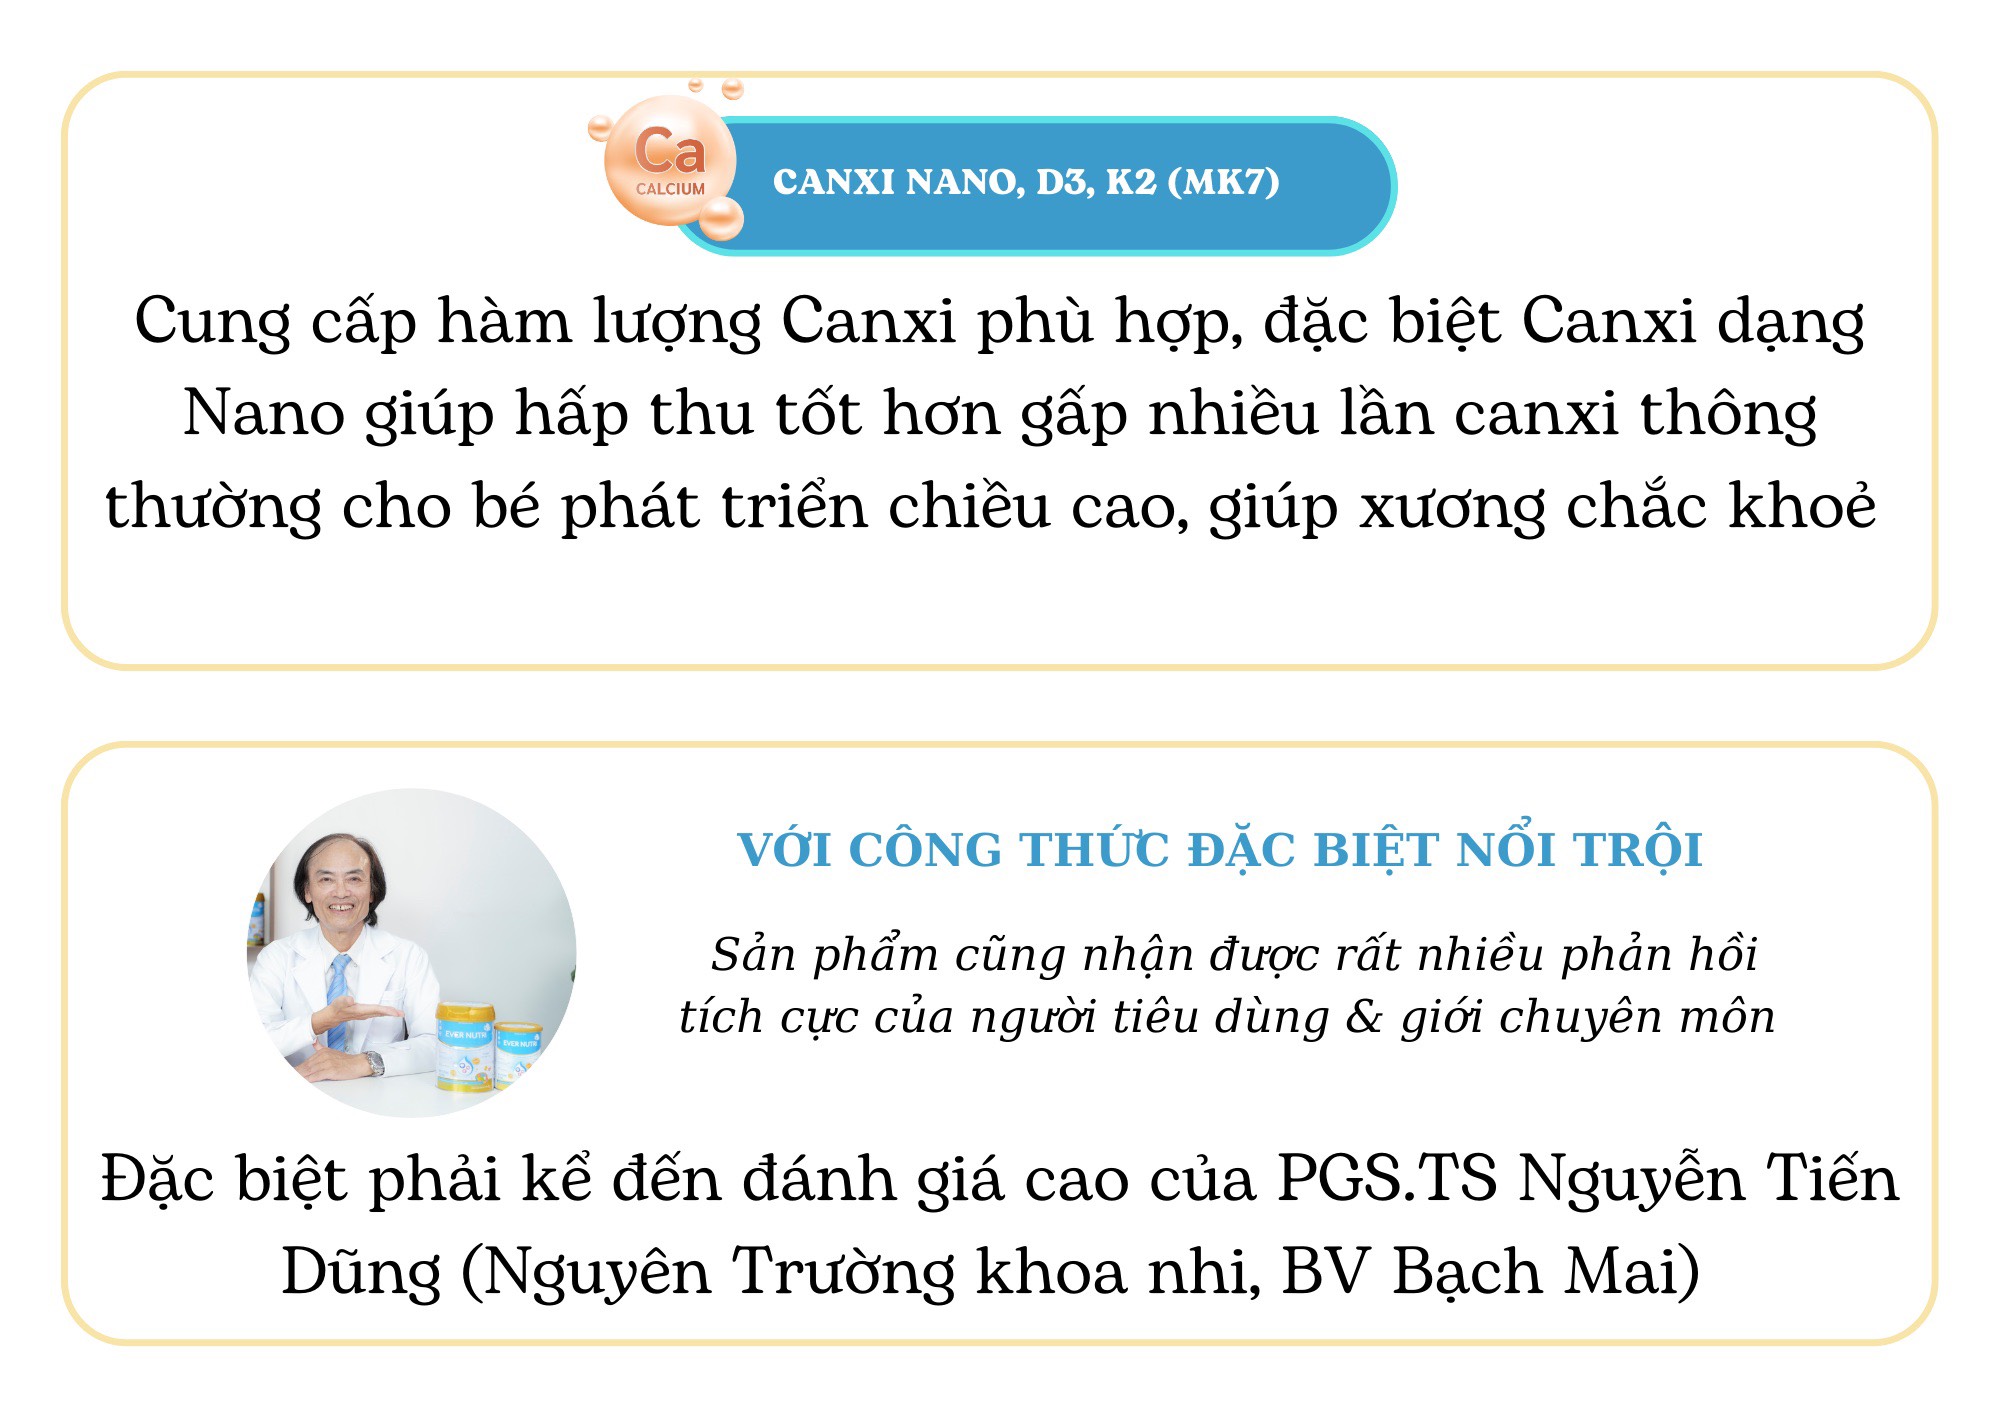 Ca
CALCIUM
CANXI NANO, D3, K2 (MK7)
Cung cấp hàm lượng Canxi phù hợp, đặc biệt Canxi dạng
Nano giúp hấp thu tốt hơn gấp nhiều lần canxi thông
thường cho bé phát triển chiều cao, giúp xương chắc khoẻ
VỚI CÔNG THỨC ĐẶC BIỆT NỔI TRỘI
Sản phẩm cũng nhận được rất nhiều phản hồi
tích cực của người tiêu dùng & giới chuyên môn
EVER NUTRI
EVER NUTRI
Đặc biệt phải kể đến đánh giá cao của PGS.TS Nguyễn Tiến
Dũng (Nguyên Trường khoa nhi, BV Bạch Mai)